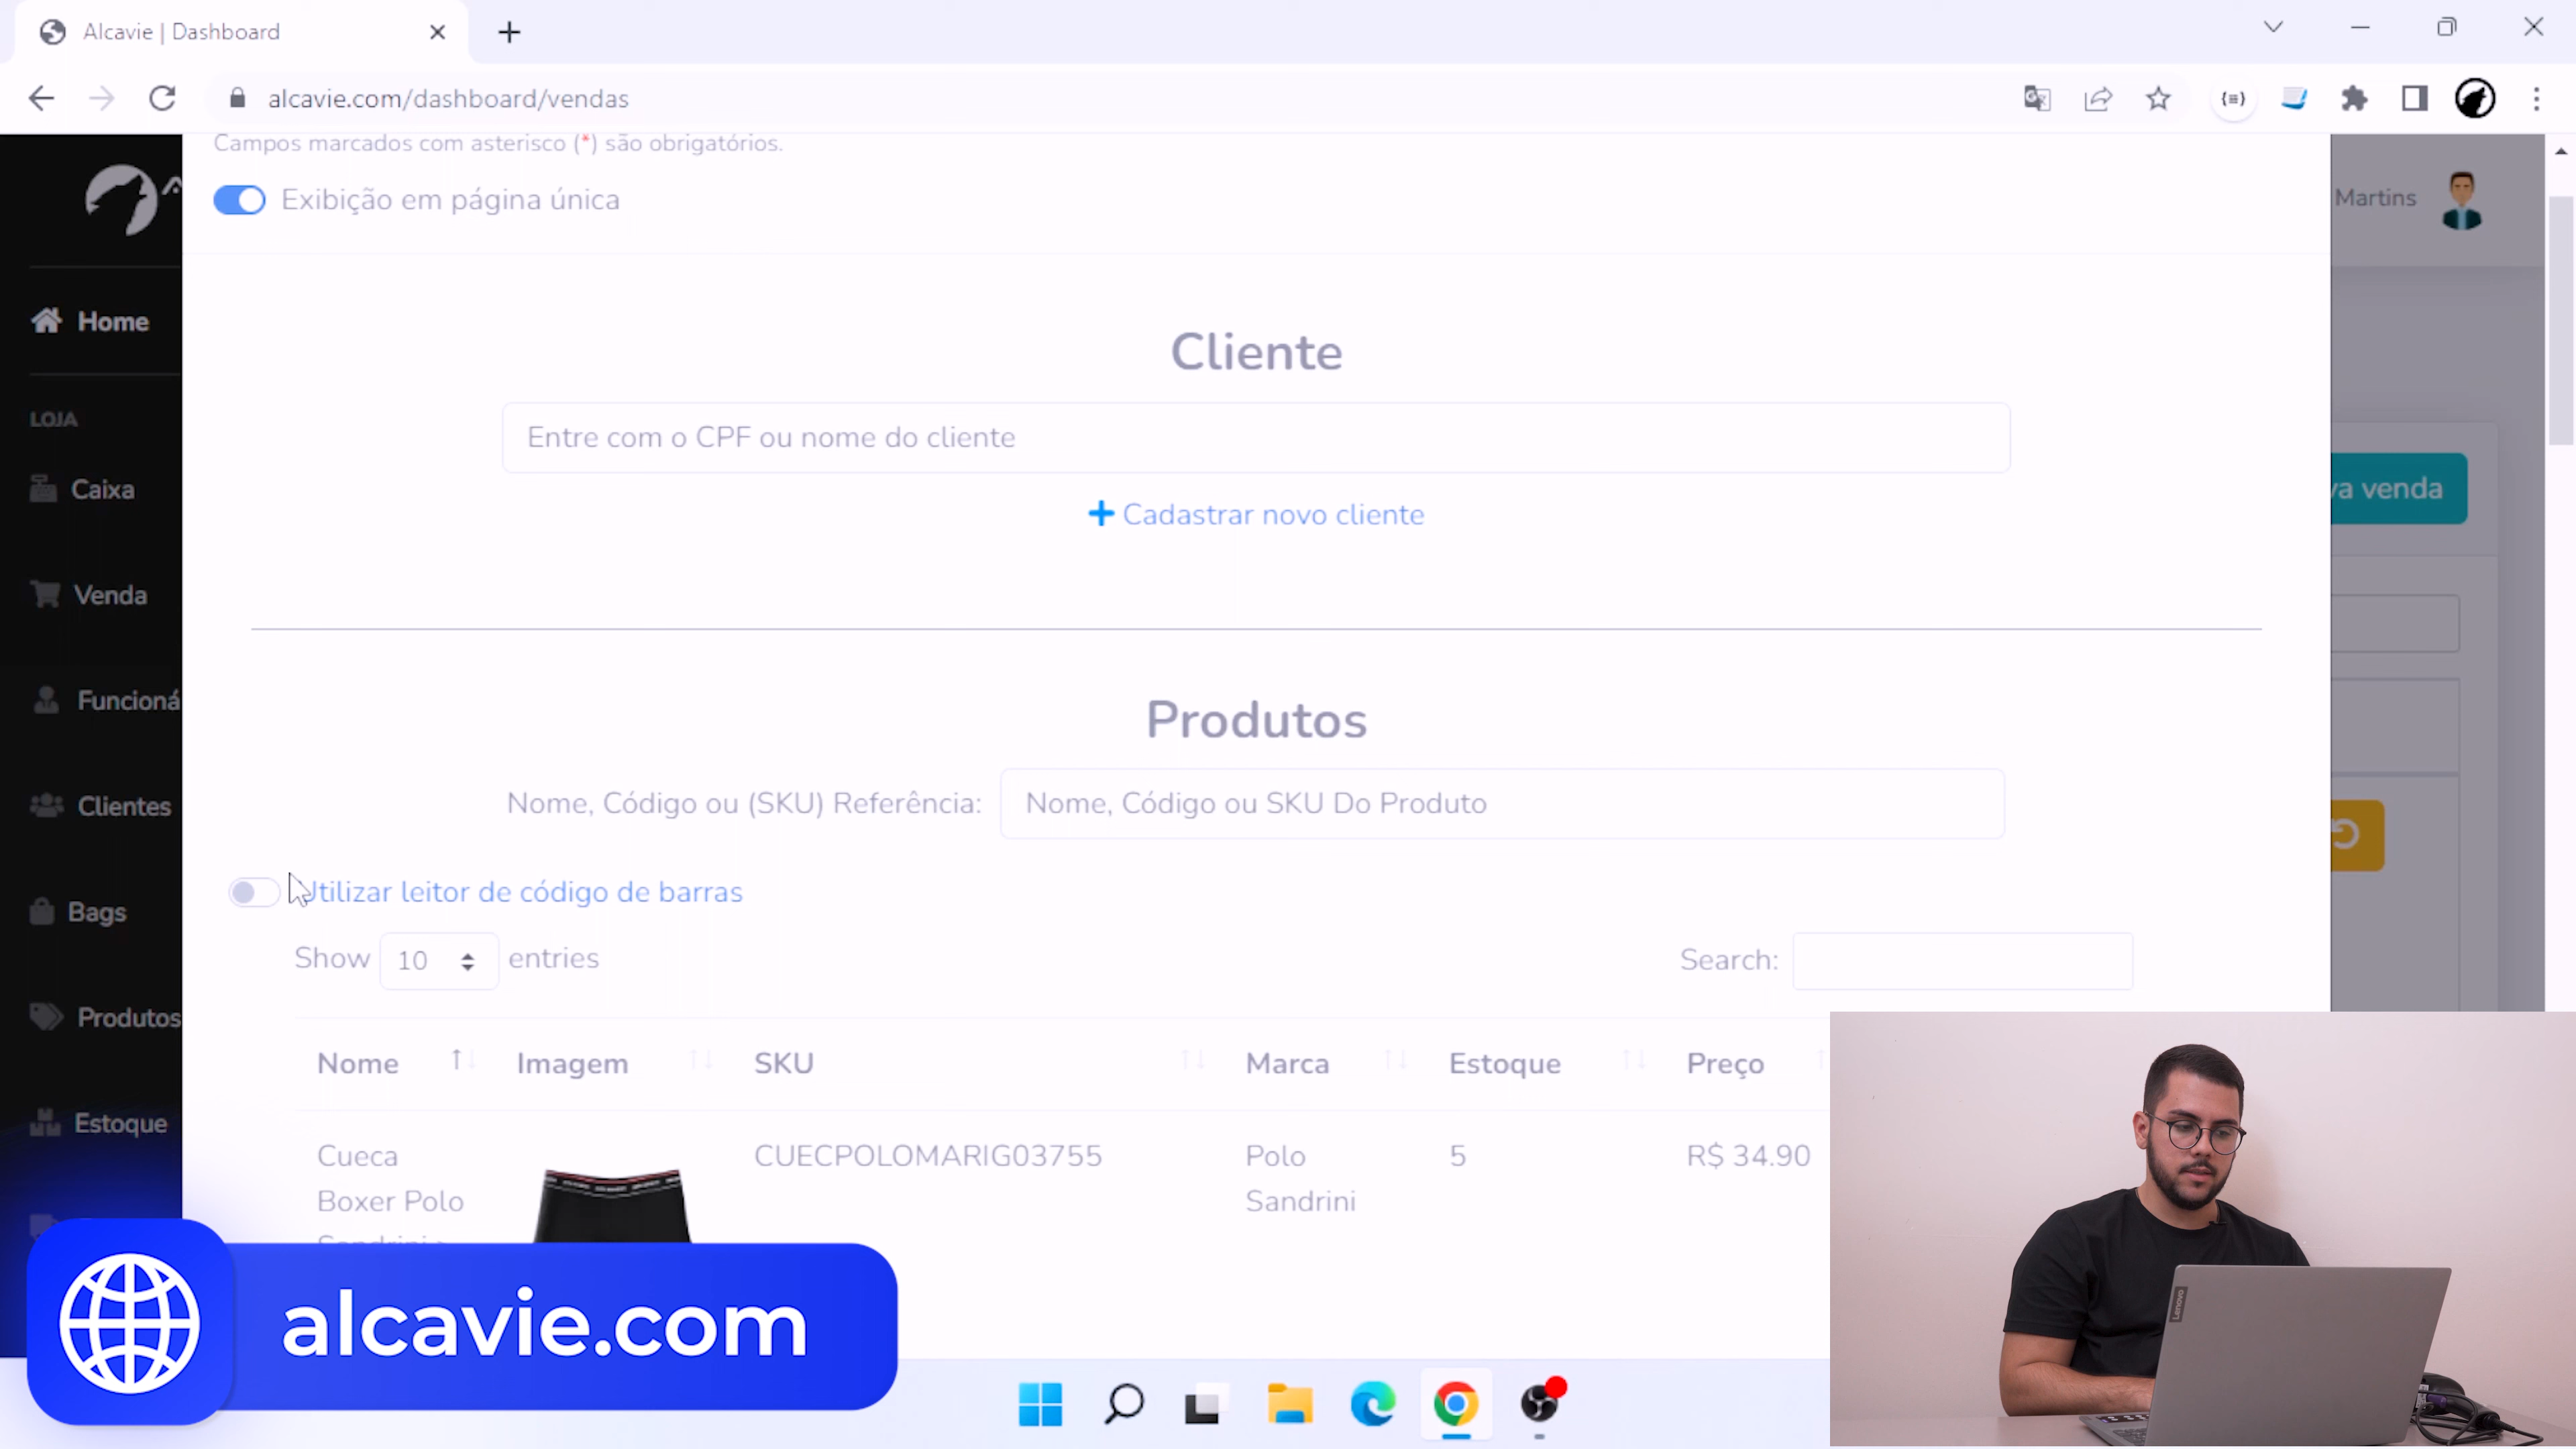 Alcavie | Dashboard
alcavie.com/dashboard/vendas
Campos marcados com asterisco (*) são obrigatórios.
Exibição em página única
Martins
Home
Cliente
LOJA
Entre com o CPF ou nome do cliente
Caixa
va venda
Cadastrar novo cliente
Venda
Funcioná
Produtos
Clientes
Nome, Código ou (SKU) Referência:
Nome, Código ou SKU Do Produto
Utilizar leitor de código de barras
Bags
Show 10 entries
Search:
Produtos
Nome
Imagem
SKU
Marca
Estoque
Preço
Estoque
Cueca
Boxer Polo
CUECPOLOMARIG03755
Polo
Sandrini
5
R$ 34.90
alcavie.com
Lenovo